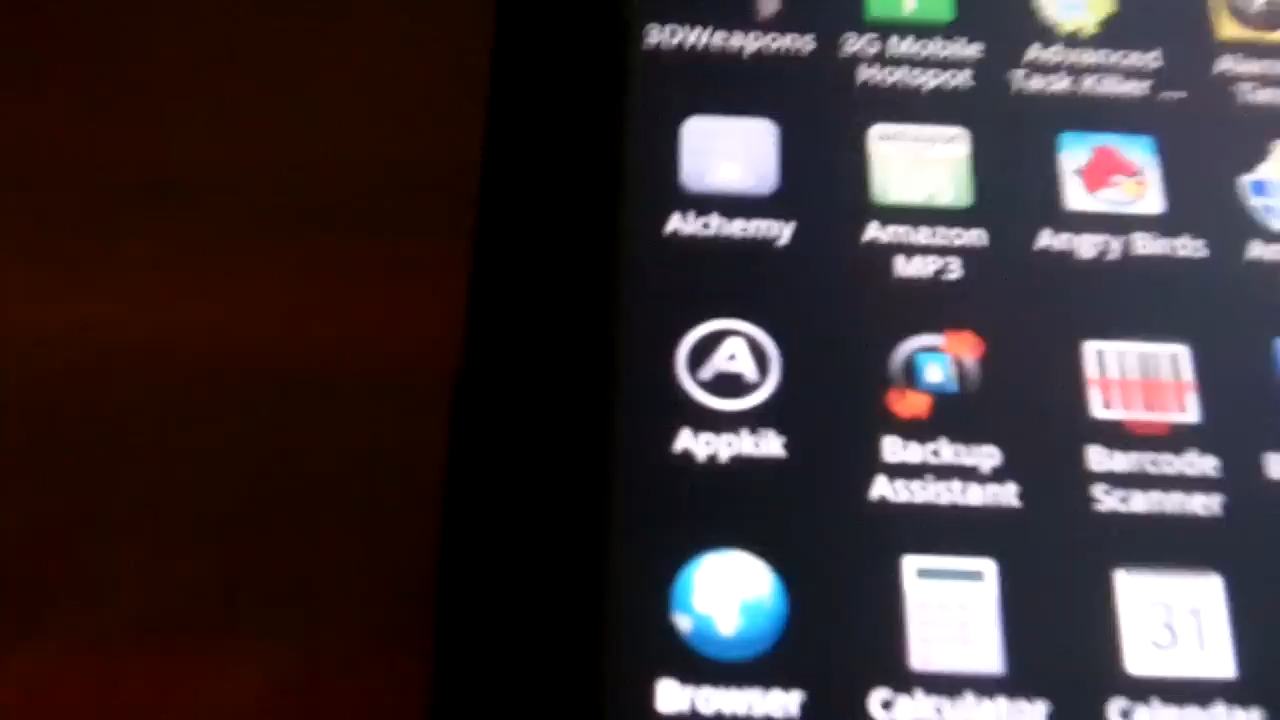 3DWeapons 3G Mobile Advanced
Hotspot Task Killer ...
Alchemy Amazon Angry Birds
MP3
A
Appkik Backup Barcode
Assistant Scanner
31
Browser Calculator Calendar